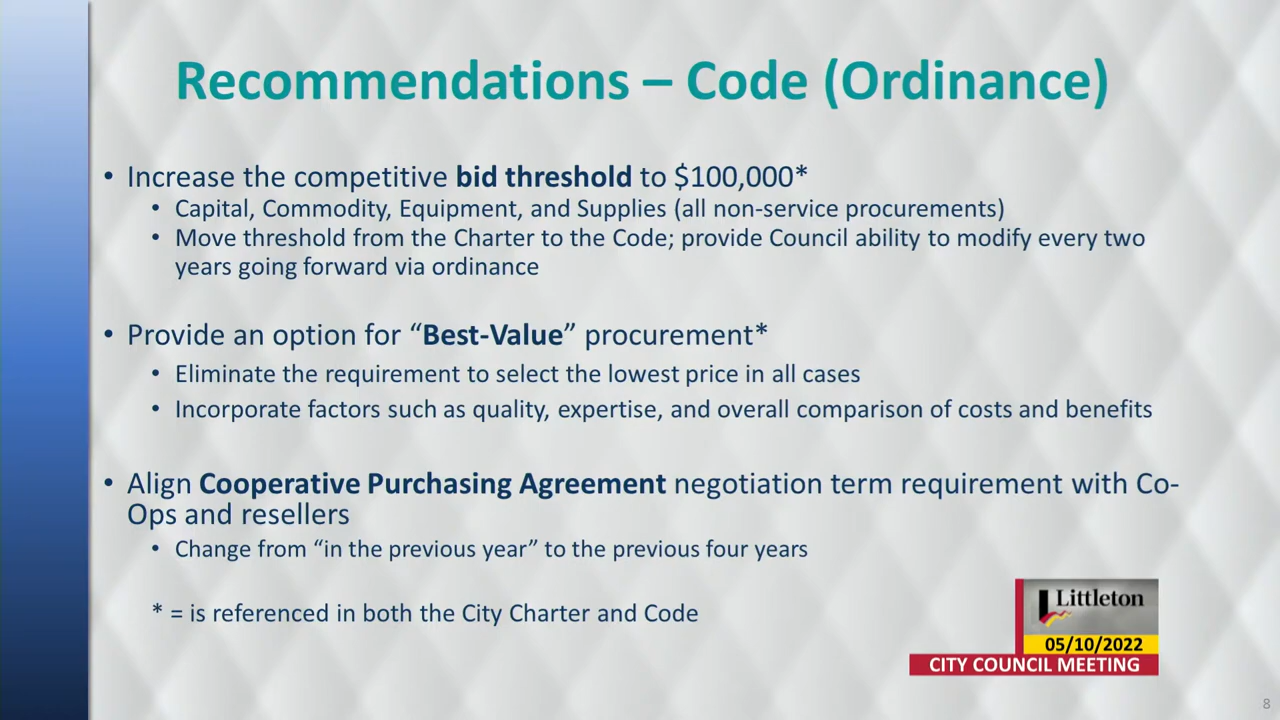 Recommendations – Code (Ordinance)
• Increase the competitive bid threshold to $100,000*
• Capital, Commodity, Equipment, and Supplies (all non-service procurements)
• Move threshold from the Charter to the Code; provide Council ability to modify every two
years going forward via ordinance
• Provide an option for “Best-Value” procurement*
• Eliminate the requirement to select the lowest price in all cases
• Incorporate factors such as quality, expertise, and overall comparison of costs and benefits
• Align Cooperative Purchasing Agreement negotiation term requirement with Co-
Ops and resellers
• Change from “in the previous year” to the previous four years
* = is referenced in both the City Charter and Code
Littleton
05/10/2022
CITY COUNCIL MEETING
8